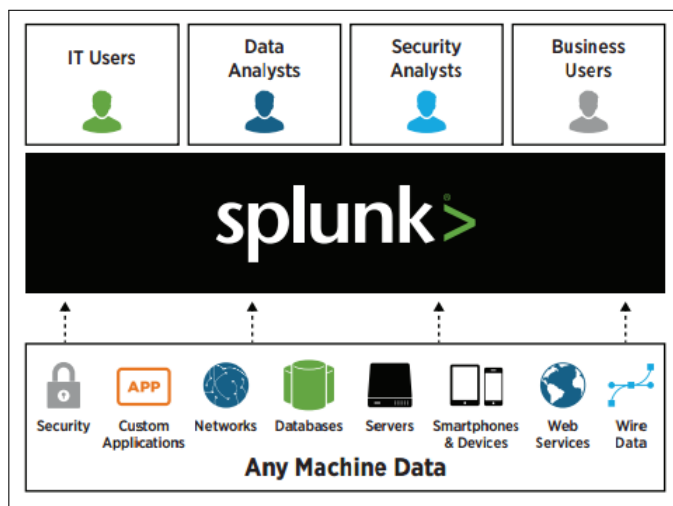 IT Users
Data
Analysts
Security
Analysts
Business
Users
splunk>®
Security
APP
Custom
Applications
Networks
Databases
Servers
Smartphones
& Devices
Web
Services
Wire
Data
Any Machine Data